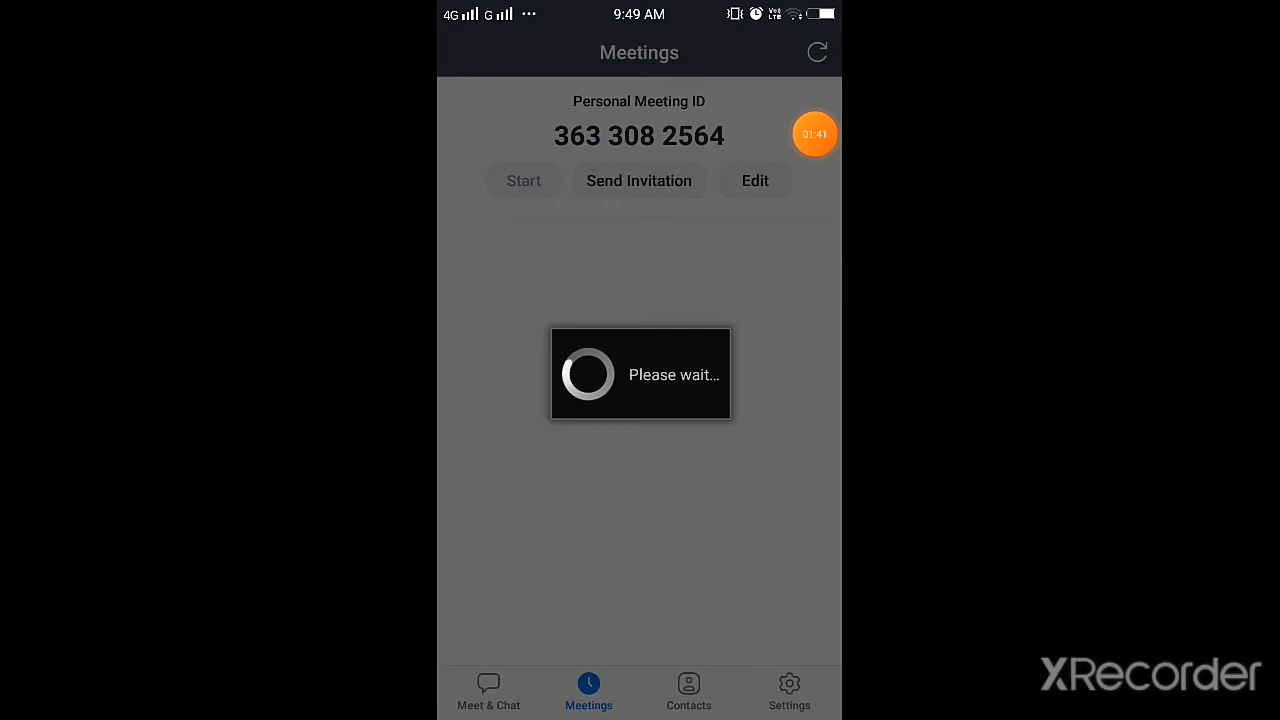 4G G ... 9:49 AM VoLTE
Meetings
Personal Meeting ID
363 308 2564
01:41
Start Send Invitation Edit
Please wait...
Meet & Chat Meetings Contacts Settings
XRecorder